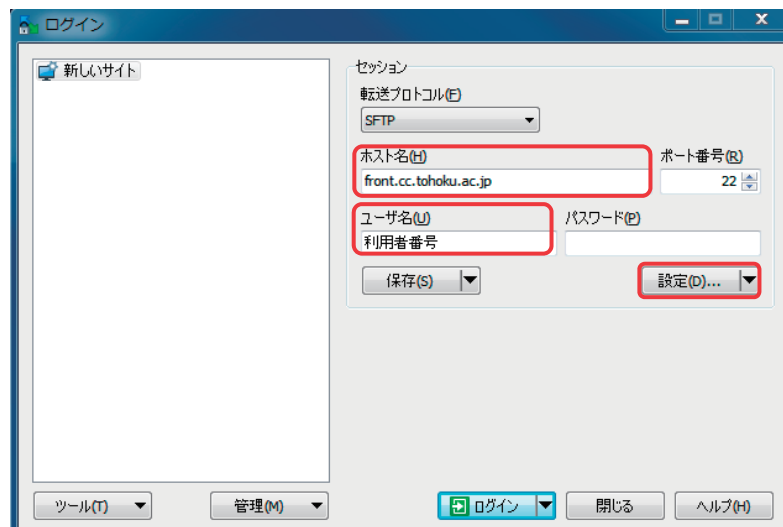 ログイン
新しいサイト
セッション
転送プロトコル(F)
SFTP
ホスト名(H)
ポート番号(R)
front.cc.tohoku.ac.jp
22
ユーザ名(U)
パスワード(P)
利用者番号
保存(S)
設定(D)...
ツール(T)
管理(M)
ログイン
閉じる
ヘルプ(H)